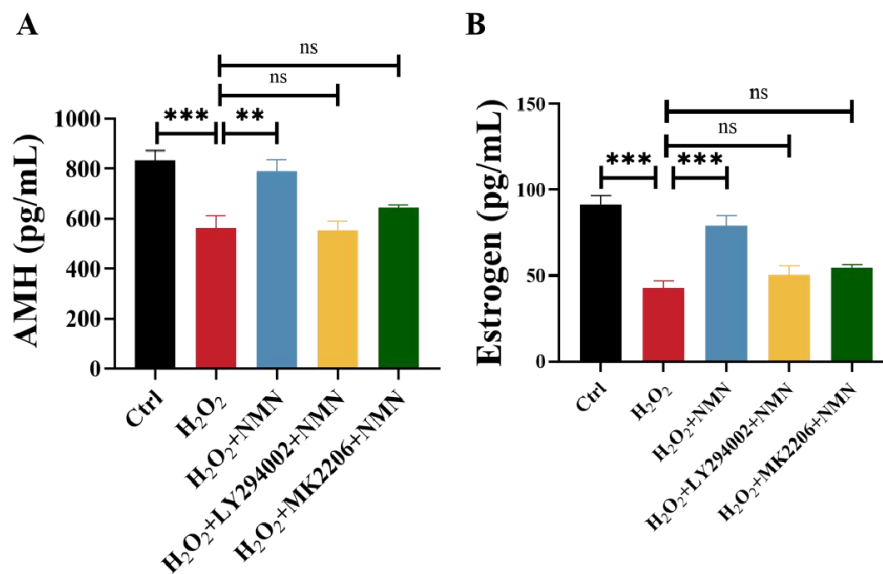 A
ns
ns
*** **
AMH (pg/mL)
1000
800
600
400
200
0
Ctrl
H₂O₂
H₂O₂+NMN
H₂O₂+LY294002+NMN
H₂O₂+MK2206+NMN
B
ns
ns
*** ***
Estrogen (pg/mL)
150
100
50
0
Ctrl
H₂O₂
H₂O₂+NMN
H₂O₂+LY294002+NMN
H₂O₂+MK2206+NMN